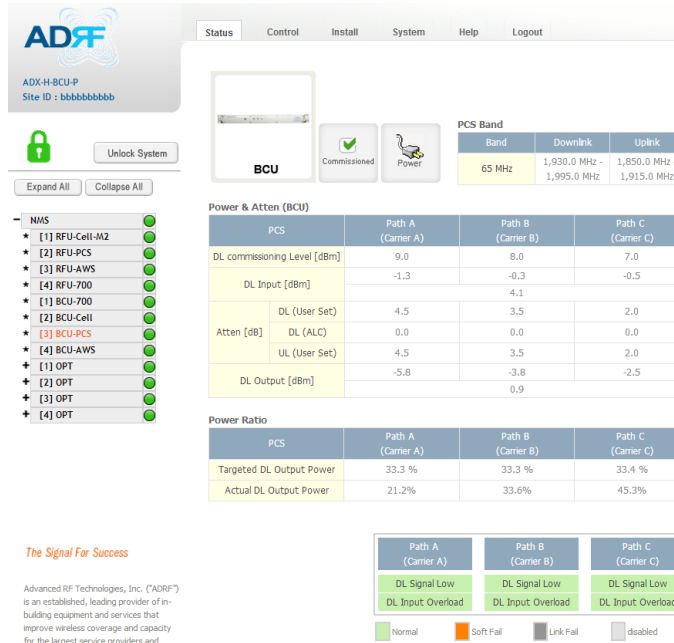 ADRF
ADX-H-BCU-P
Site ID : bbbbbbbbbb
Status Control Install System Help Logout
Unlock System
Expand All Collapse All
NMS
[1] RFU-Cell-M2
[2] RFU-PCS
[3] RFU-AWS
[4] RFU-700
[1] BCU-700
[2] BCU-Cell
[3] BCU-PCS
[4] BCU-AWS
[1] OPT
[2] OPT
[3] OPT
[4] OPT
BCU
Commissioned
Power
PCS Band
Band Downlink Uplink
65 MHz 1,930.0 MHz - 1,850.0 MHz
1,995.0 MHz 1,915.0 MHz
Power & Atten (BCU)
PCS Path A Path B Path C
(Carrier A) (Carrier B) (Carrier C)
DL commissioning Level [dBm] 9.0 8.0 7.0
DL Input [dBm] -1.3 -0.3 -0.5
4.1
Atten [dB] DL (User Set) 4.5 3.5 2.0
DL (ALC) 0.0 0.0 0.0
UL (User Set) 4.5 3.5 2.0
DL Output [dBm] -5.8 -3.8 -2.5
0.9
Power Ratio
PCS Path A Path B Path C
(Carrier A) (Carrier B) (Carrier C)
Targeted DL Output Power 33.3 % 33.3 % 33.4 %
Actual DL Output Power 21.2% 33.6% 45.3%
Path A Path B Path C
(Carrier A) (Carrier B) (Carrier C)
DL Signal Low DL Signal Low DL Signal Low
DL Input Overload DL Input Overload DL Input Overload
Normal Soft Fail Link Fail disabled
The Signal For Success
Advanced RF Technologies, Inc. ("ADRF")
is an established, leading provider of in-
building equipment and services that
improve wireless coverage and capacity
for the largest service providers and